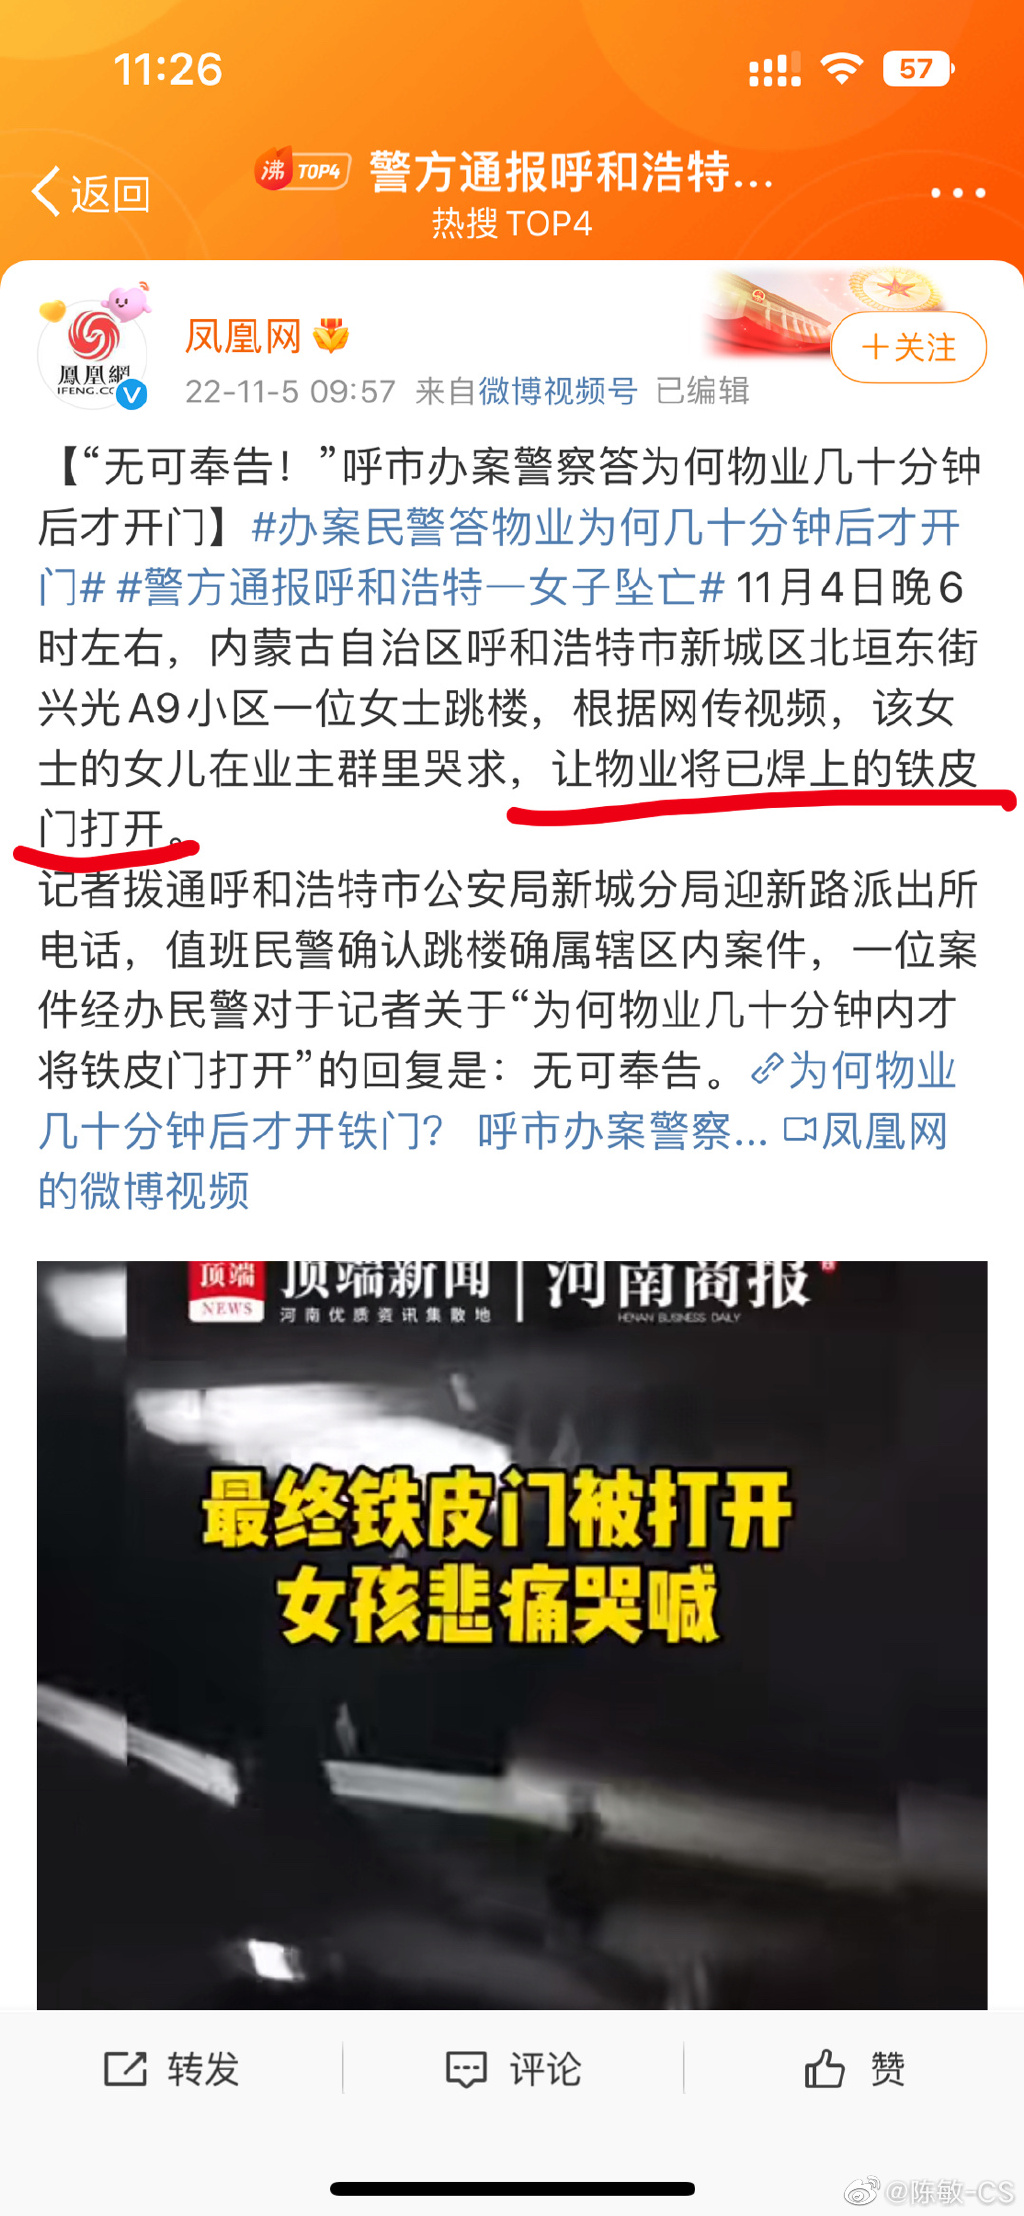 11:26
57
返回
沸 TOP4 警方通报呼和浩特...
热搜 TOP4
鳳凰網
IFENG.C
凤凰网
22-11-5 09:57 来自微博视频号 已编辑
+关注
【“无可奉告！”呼市办案警察答为何物业几十分钟
后才开门】#办案民警答物业为何几十分钟后才开
门# #警方通报呼和浩特一女子坠亡# 11月4日晚6
时左右，内蒙古自治区呼和浩特市新城区北垣东街
兴光A9小区一位女士跳楼，根据网传视频，该女
士的女儿在业主群里哭求，让物业将已焊上的铁皮
门打开。
记者拨通呼和浩特市公安局新城分局迎新路派出所
电话，值班民警确认跳楼确属辖区内案件，一位案
件经办民警对于记者关于“为何物业几十分钟内才
将铁皮门打开”的回复是：无可奉告。为何物业
几十分钟后才开铁门？ 呼市办案警察... 凤凰网
的微博视频
顶端 顶端新闻 | 河南商报
NEWS 河南优质资讯集散地 HENAN BUSINESS DAILY
最终铁皮门被打开
女孩悲痛哭喊
转发
评论
赞
@陈敏-CS